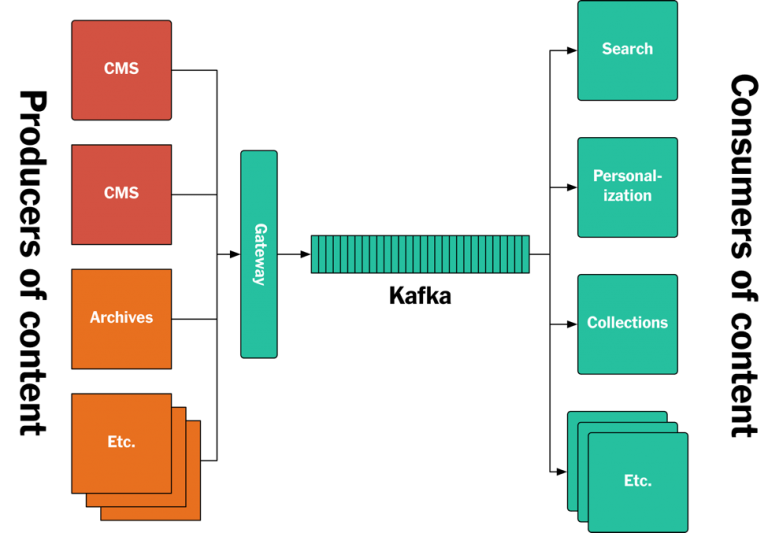 Producers of content
CMS
CMS
Archives
Etc.
Gateway
Kafka
Search
Personal-
ization
Collections
Etc.
Consumers of content